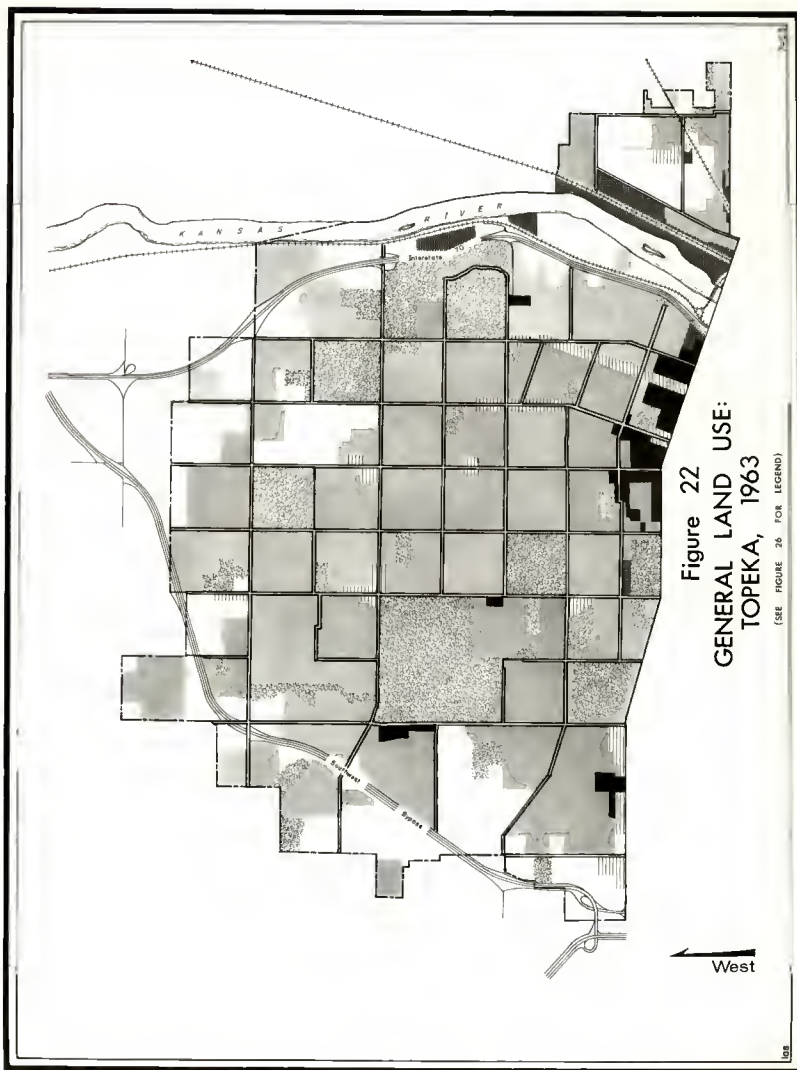 KANSAS RIVER
Interstate
Southwest
Bypass
Figure 22
GENERAL LAND USE:
TOPEKA, 1963
(SEE FIGURE 26 FOR LEGEND)
West